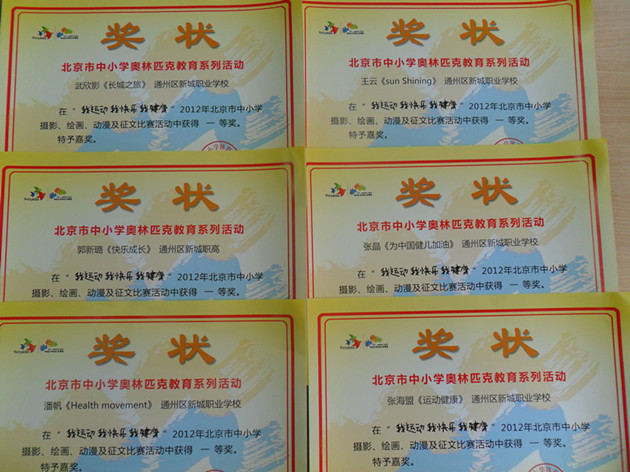 奖状
北京市中小学奥林匹克教育系列活动
武欣影《长城之旅》 通州区新城职业学校
在“我运动 我快乐 我健康”2012年北京市中小学
摄影、绘画、动漫及征文比赛活动中获得 一 等奖。
特予嘉奖。
奖状
北京市中小学奥林匹克教育系列活动
王云《sun Shining》 通州区新城职业学校
在“我运动 我快乐 我健康”2012年北京市中小学
摄影、绘画、动漫及征文比赛活动中获得 一 等奖。
特予嘉奖。
奖状
北京市中小学奥林匹克教育系列活动
郭新璐《快乐成长》 通州区新城职高
在“我运动 我快乐 我健康”2012年北京市中小学
摄影、绘画、动漫及征文比赛活动中获得 一 等奖。
奖状
北京市中小学奥林匹克教育系列活动
张晶《为中国健儿加油》 通州区新城职业学校
在“我运动 我快乐 我健康”2012年北京市中小学
摄影、绘画、动漫及征文比赛活动中获得 一 等奖。
奖状
北京市中小学奥林匹克教育系列活动
潘帆《Health movement》 通州区新城职业学校
在“我运动 我快乐 我健康”2012年北京市中小学
摄影、绘画、动漫及征文比赛活动中获得 一 等奖。
特予嘉奖。
奖状
北京市中小学奥林匹克教育系列活动
张海盟《运动健康》 通州区新城职业学校
在“我运动 我快乐 我健康”2012年北京市中小学
摄影、绘画、动漫及征文比赛活动中获得 一 等奖。
特予嘉奖。